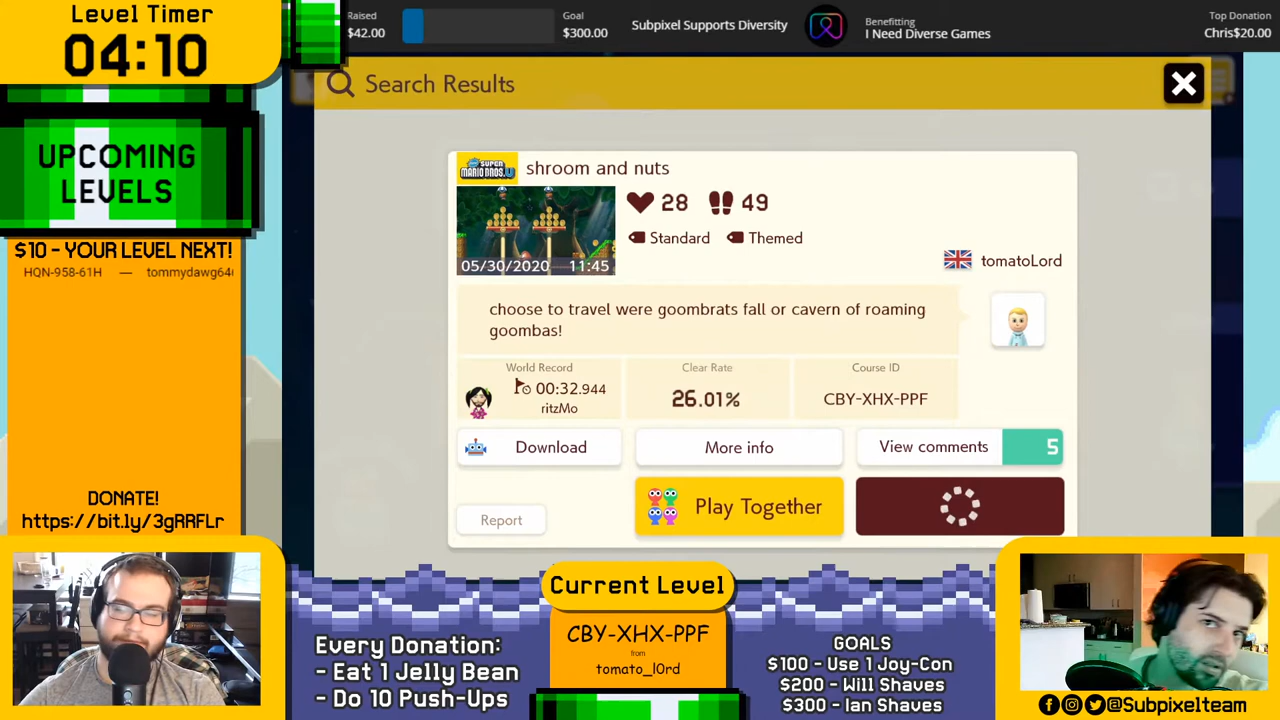 Level Timer
04:10
UPCOMING
LEVELS
$10 - YOUR LEVEL NEXT!
HQN-958-61H — tommydawg64
DONATE!
https://bit.ly/3gRRFLr
Raised
$42.00
Goal
$300.00
Subpixel Supports Diversity
Benefitting
I Need Diverse Games
Top Donation
Chris$20.00
Search Results
SUPER MARIO BROS. U
shroom and nuts
28
49
Standard
Themed
05/30/2020 11:45
tomatoLord
choose to travel were goombrats fall or cavern of roaming
goombas!
World Record
00:32.944
ritzMo
Clear Rate
26.01%
Course ID
CBY-XHX-PPF
Download
More info
View comments
5
Report
Play Together
Current Level
CBY-XHX-PPF
from
tomato_l0rd
Every Donation:
- Eat 1 Jelly Bean
- Do 10 Push-Ups
GOALS
$100 - Use 1 Joy-Con
$200 - Will Shaves
$300 - Ian Shaves
@Subpixelteam